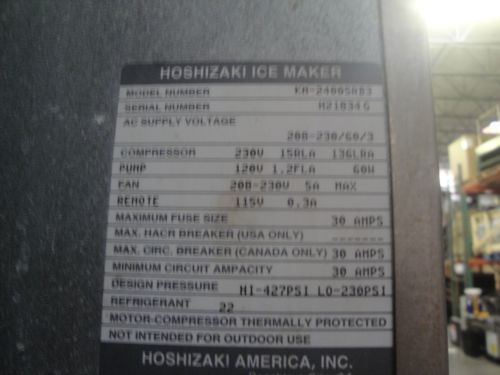 HOSHIZAKI ICE MAKER
MODEL NUMBER KM-2400SRB3
SERIAL NUMBER M21834G
AC SUPPLY VOLTAGE
208-230/60/3
COMPRESSOR 230V 15RLA 136LRA
PUMP 120V 1.2FLA 60W
FAN 208-230V 5A MAX
REMOTE 115V 0.3A
MAXIMUM FUSE SIZE 30 AMPS
MAX. HACR BREAKER (USA ONLY) -------
MAX. CIRC. BREAKER (CANADA ONLY) 30 AMPS
MINIMUM CIRCUIT AMPACITY 30 AMPS
DESIGN PRESSURE HI-427PSI LO-230PSI
REFRIGERANT 22
MOTOR-COMPRESSOR THERMALLY PROTECTED
NOT INTENDED FOR OUTDOOR USE
HOSHIZAKI AMERICA, INC.